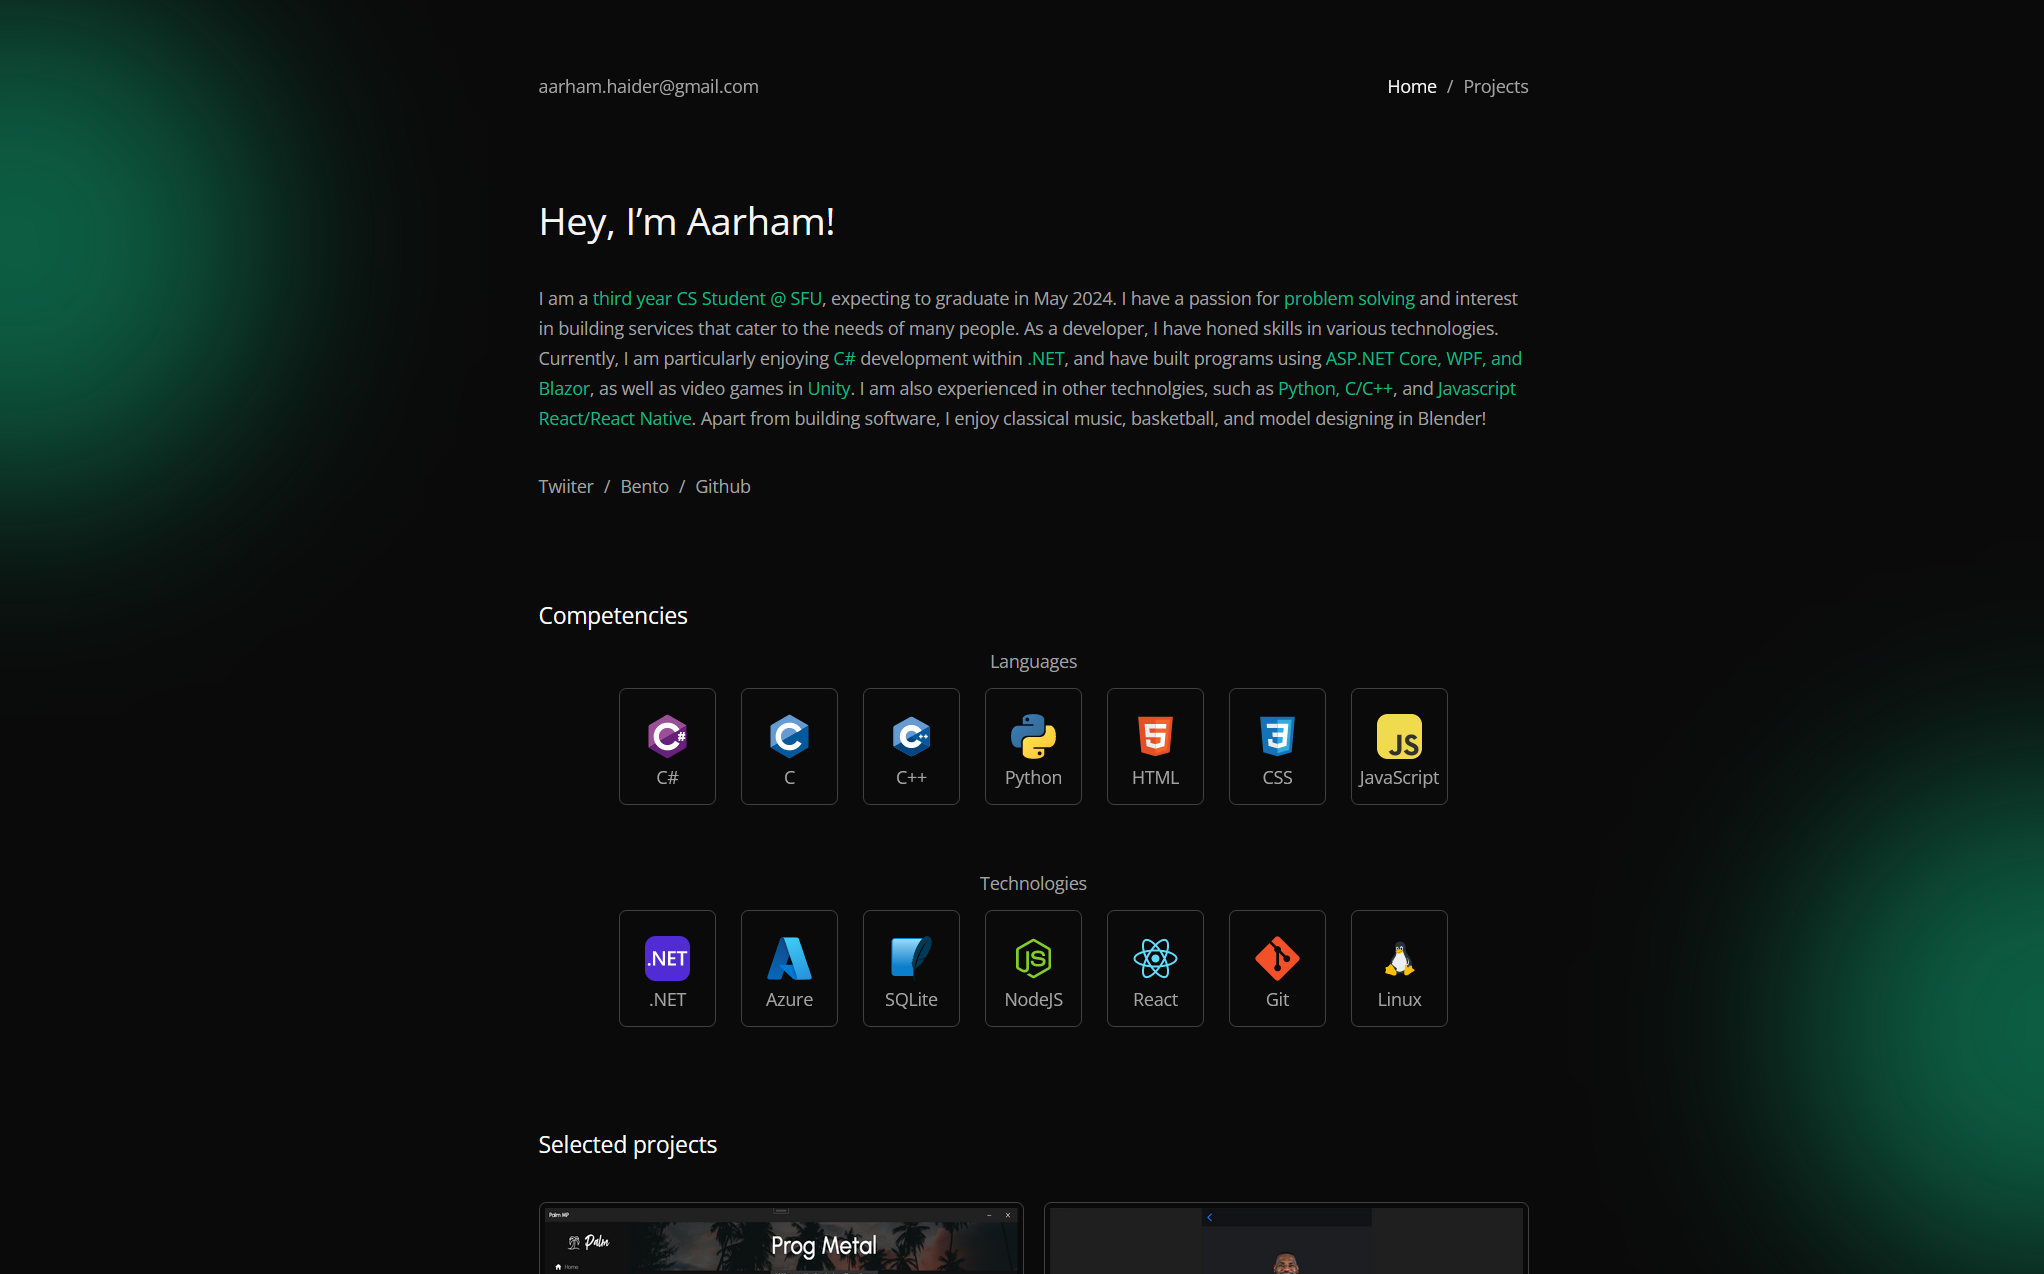 aarham.haider@gmail.com
Home / Projects
Hey, I’m Aarham!
I am a third year CS Student @ SFU, expecting to graduate in May 2024. I have a passion for problem solving and interest
in building services that cater to the needs of many people. As a developer, I have honed skills in various technologies.
Currently, I am particularly enjoying C# development within .NET, and have built programs using ASP.NET Core, WPF, and
Blazor, as well as video games in Unity. I am also experienced in other technolgies, such as Python, C/C++, and Javascript
React/React Native. Apart from building software, I enjoy classical music, basketball, and model designing in Blender!
Twiiter / Bento / Github
Competencies
Languages
C# C C++ 5 3 JS
C# C C++ Python HTML CSS JavaScript
Technologies
.NET JS
.NET Azure SQLite NodeJS React Git Linux
Selected projects
Palm MP
Palm
Prog Metal
Home